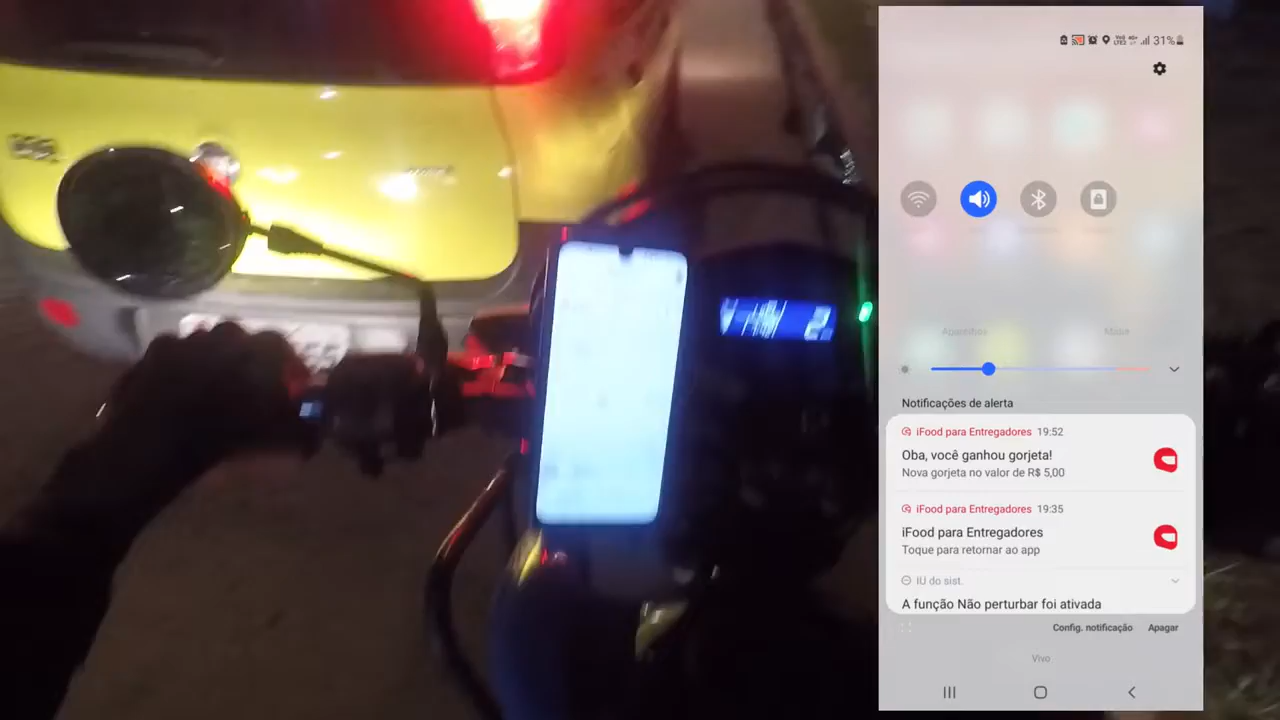 31%
Aparelhos
Mídia
Notificações de alerta
iFood para Entregadores 19:52
Oba, você ganhou gorjeta!
Nova gorjeta no valor de R$ 5,00
iFood para Entregadores 19:35
iFood para Entregadores
Toque para retornar ao app
IU do sist.
A função Não perturbar foi ativada
Config. notificação Apagar
Vivo